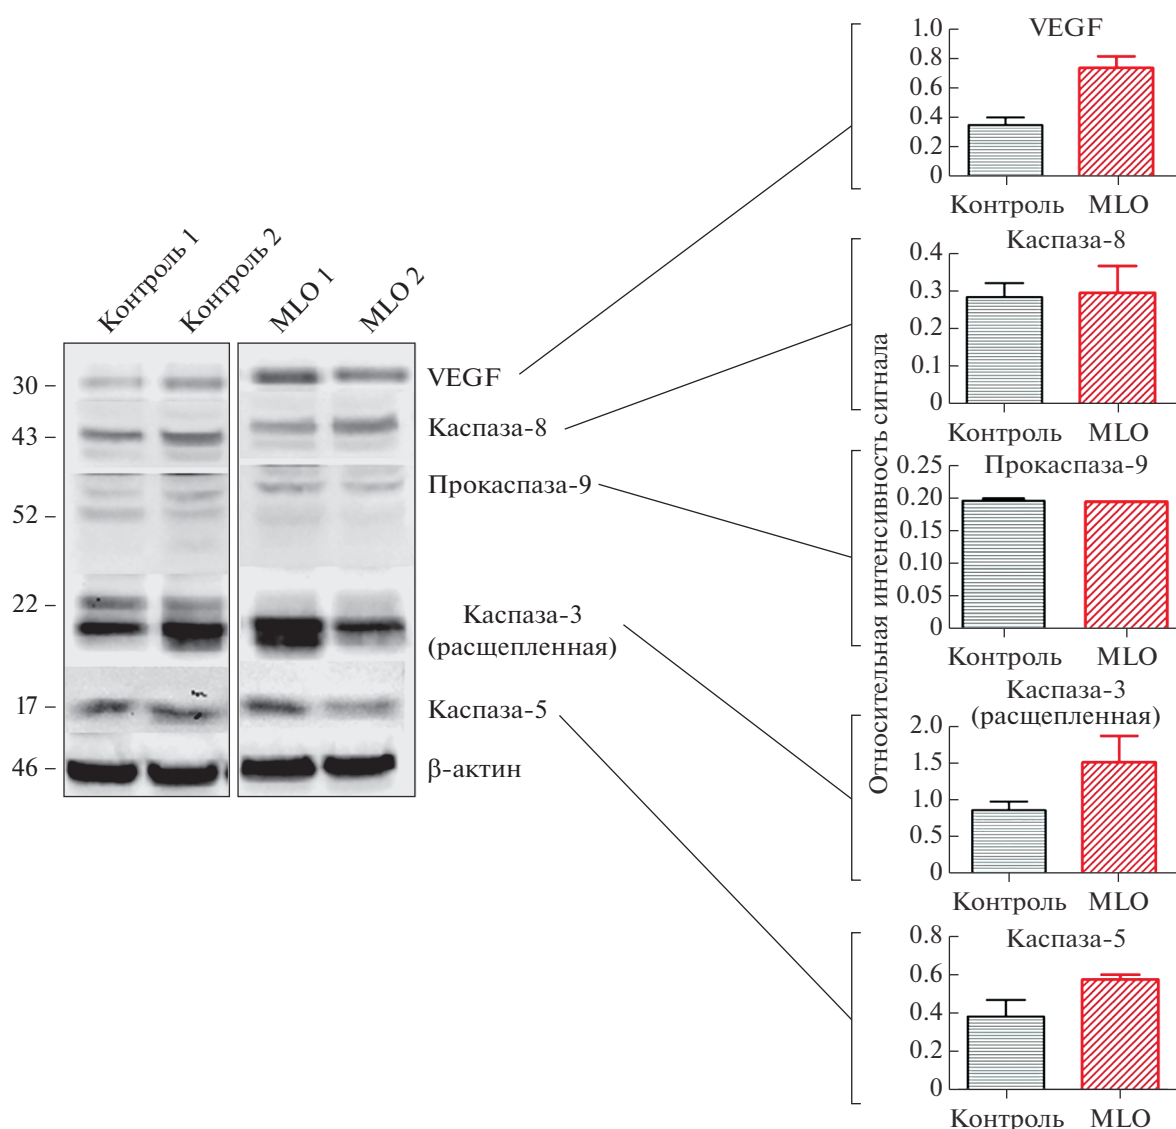 Контроль 1
Контроль 2
MLO 1
MLO 2
30 –
43 –
52 –
22 –
17 –
46 –
VEGF
Каспаза-8
Прокаспаза-9
Каспаза-3
(расщепленная)
Каспаза-5
β-актин
Относительная интенсивность сигнала
VEGF
1.0
0.8
0.6
0.4
0.2
0
Контроль MLO
Каспаза-8
0.4
0.3
0.2
0.1
0
Контроль MLO
Прокаспаза-9
0.25
0.20
0.15
0.10
0.05
0
Контроль MLO
Каспаза-3
(расщепленная)
2.0
1.5
1.0
0.5
0
Контроль MLO
Каспаза-5
0.8
0.6
0.4
0.2
0
Контроль MLO